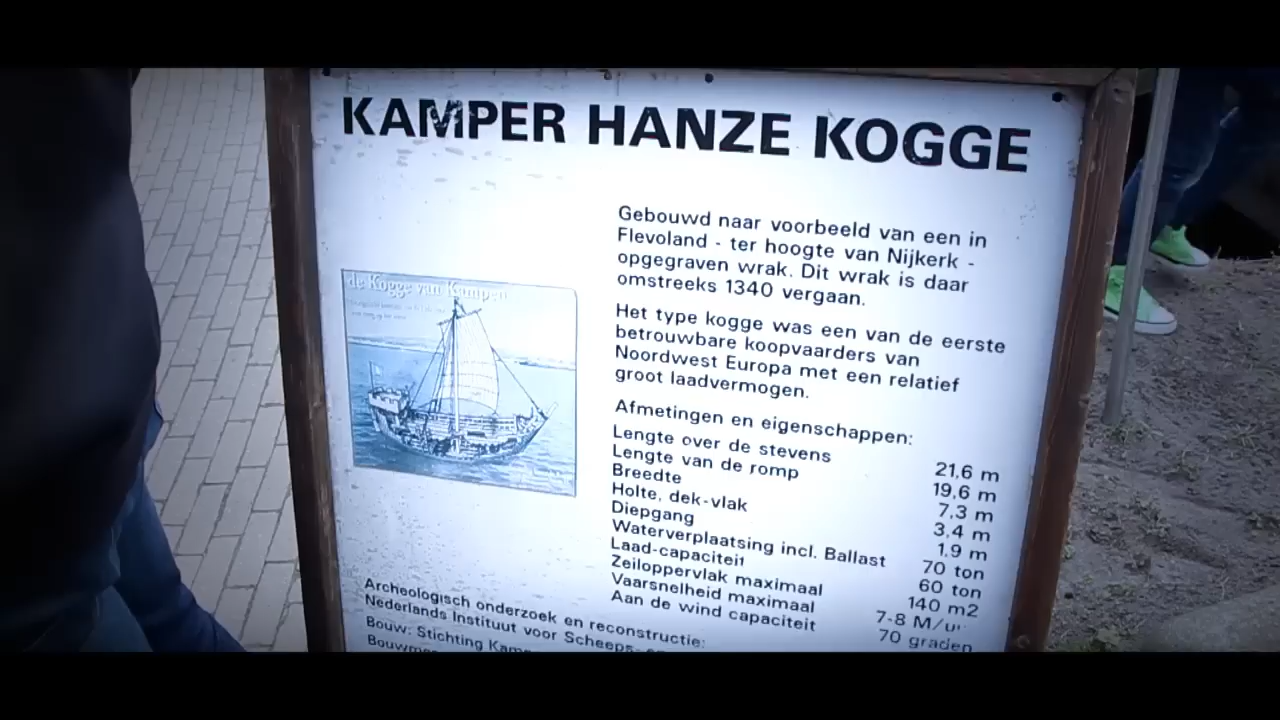 KAMPER HANZE KOGGE
Gebouwd naar voorbeeld van een in
Flevoland - ter hoogte van Nijkerk -
opgegraven wrak. Dit wrak is daar
omstreeks 1340 vergaan.
de Kogge van Kampen
Het type kogge was een van de eerste
betrouwbare koopvaarders van
Noordwest Europa met een relatief
groot laadvermogen.
Afmetingen en eigenschappen:
Lengte over de stevens 21,6 m
Lengte van de romp 19,6 m
Breedte 7,3 m
Holte, dek-vlak 3,4 m
Diepgang 1,9 m
Waterverplaatsing incl. Ballast 70 ton
Laad-capaciteit 60 ton
Zeiloppervlak maximaal 140 m2
Vaarsnelheid maximaal 7-8 M/u
Aan de wind capaciteit 70 graden
Archeologisch onderzoek en reconstructie:
Nederlands Instituut voor Scheeps- en
Bouw: Stichting Kamp
Bouwme